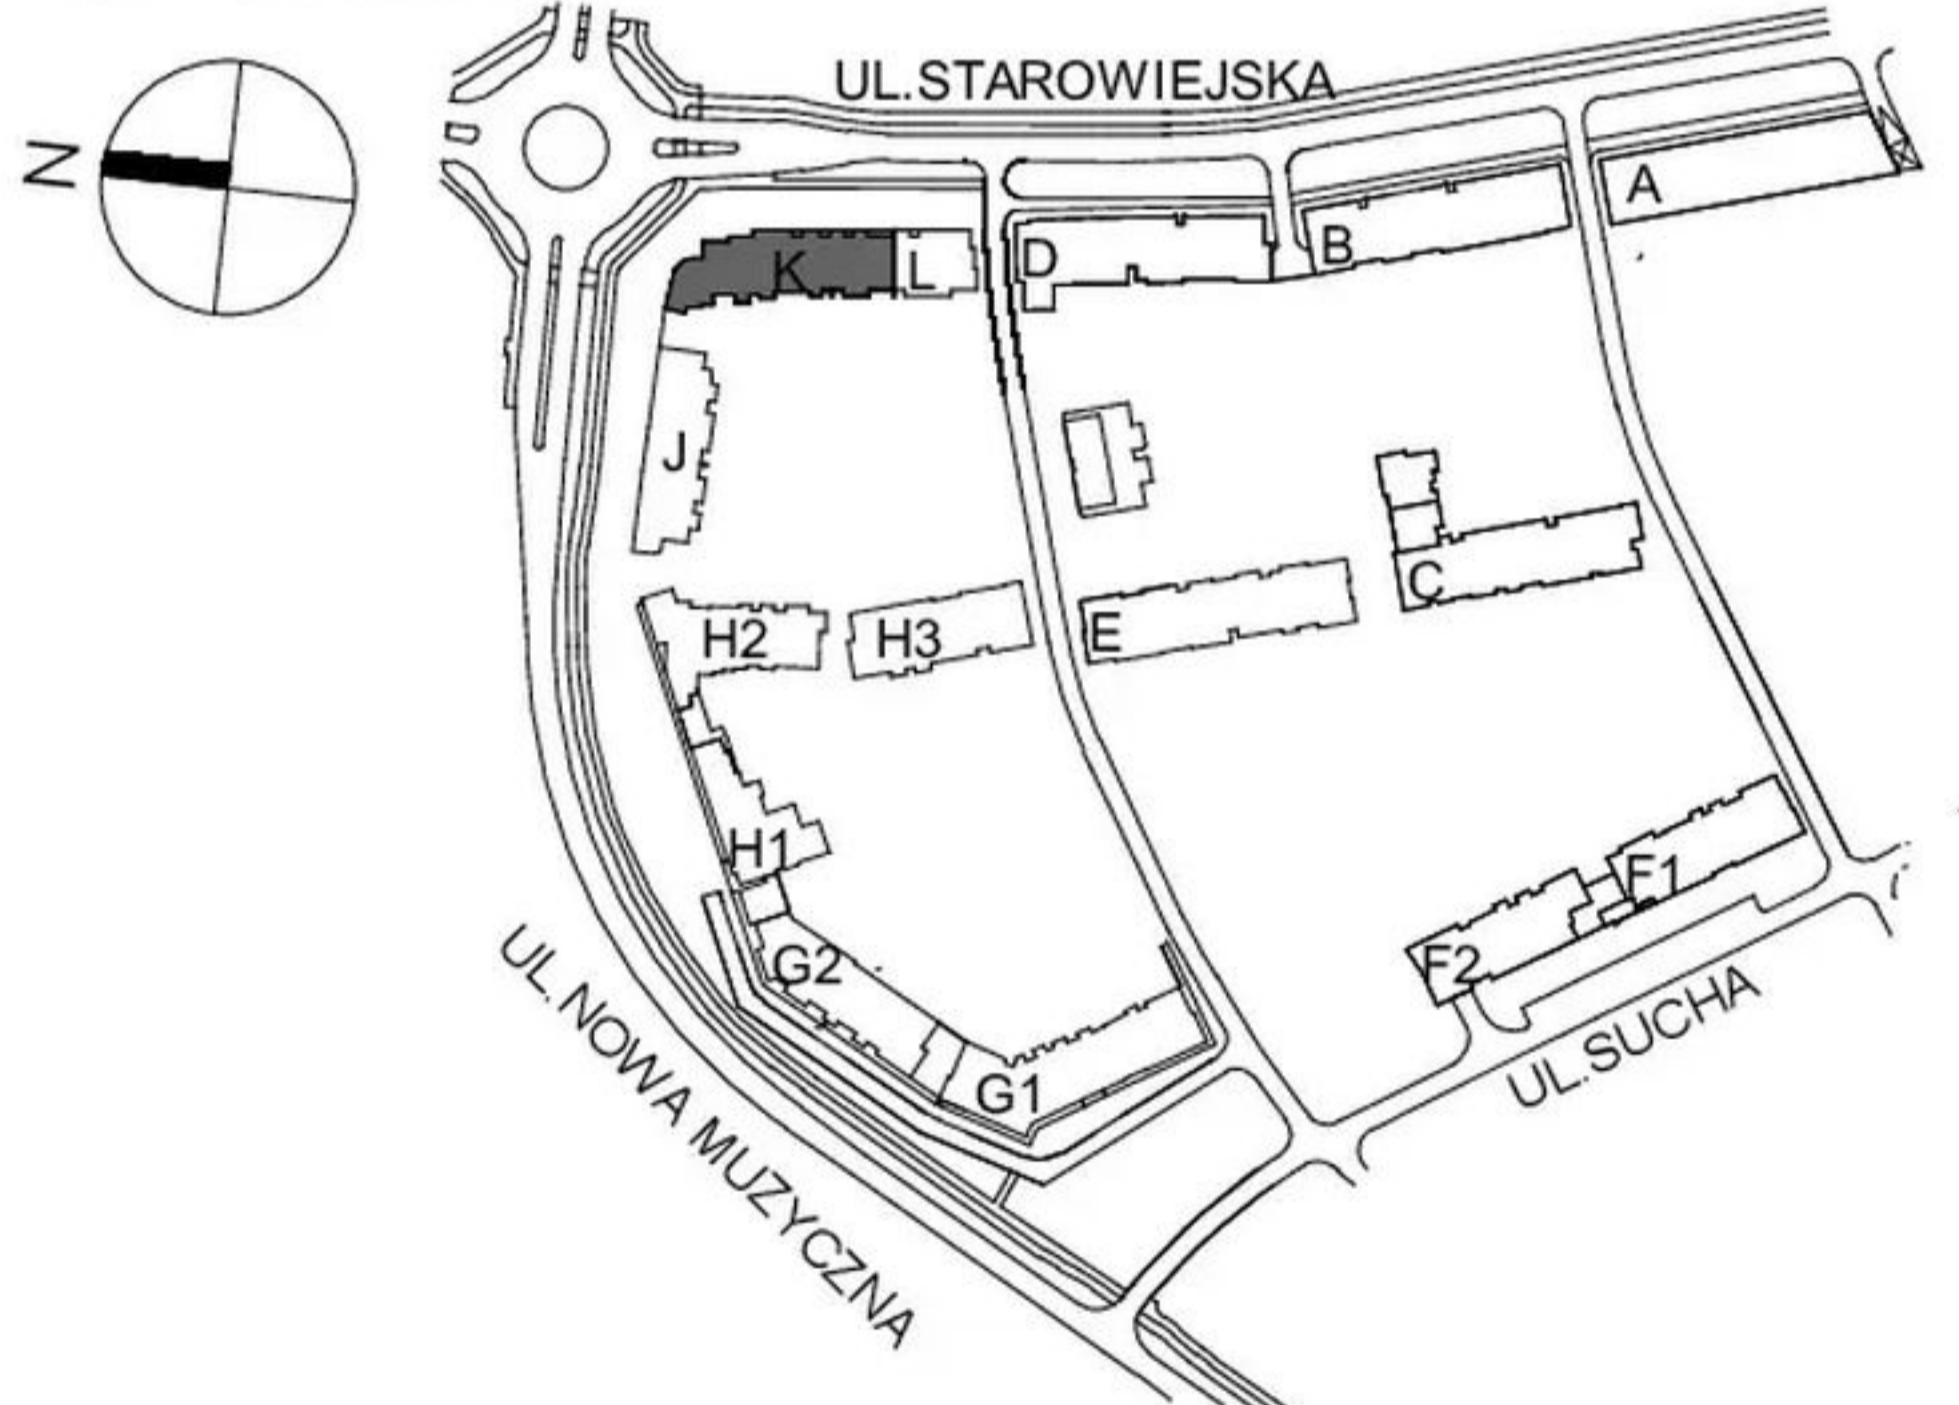 UL.STAROWIEJSKA
N
A
K
L
D
B
J
C
H2
H3
E
H1
F1
G2
F2
UL.SUCHA
G1
UL. NOWA MUZYCZNA